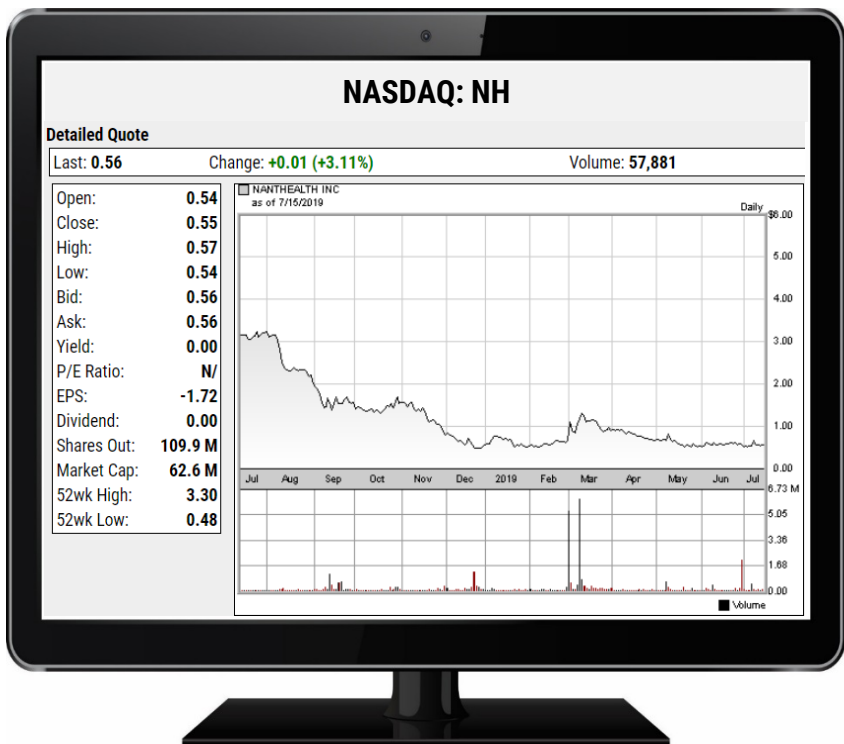 NASDAQ: NH
Detailed Quote
Last: 0.56 Change: +0.01 (+3.11%) Volume: 57,881
Open: 0.54
Close: 0.55
High: 0.57
Low: 0.54
Bid: 0.56
Ask: 0.56
Yield: 0.00
P/E Ratio: N/
EPS: -1.72
Dividend: 0.00
Shares Out: 109.9 M
Market Cap: 62.6 M
52wk High: 3.30
52wk Low: 0.48
NANTHEALTH INC
as of 7/15/2019
Daily
$6.00
5.00
4.00
3.00
2.00
1.00
0.00
Jul Aug Sep Oct Nov Dec 2019 Feb Mar Apr May Jun Jul
6.73 M
5.05
3.36
1.68
0.00
Volume